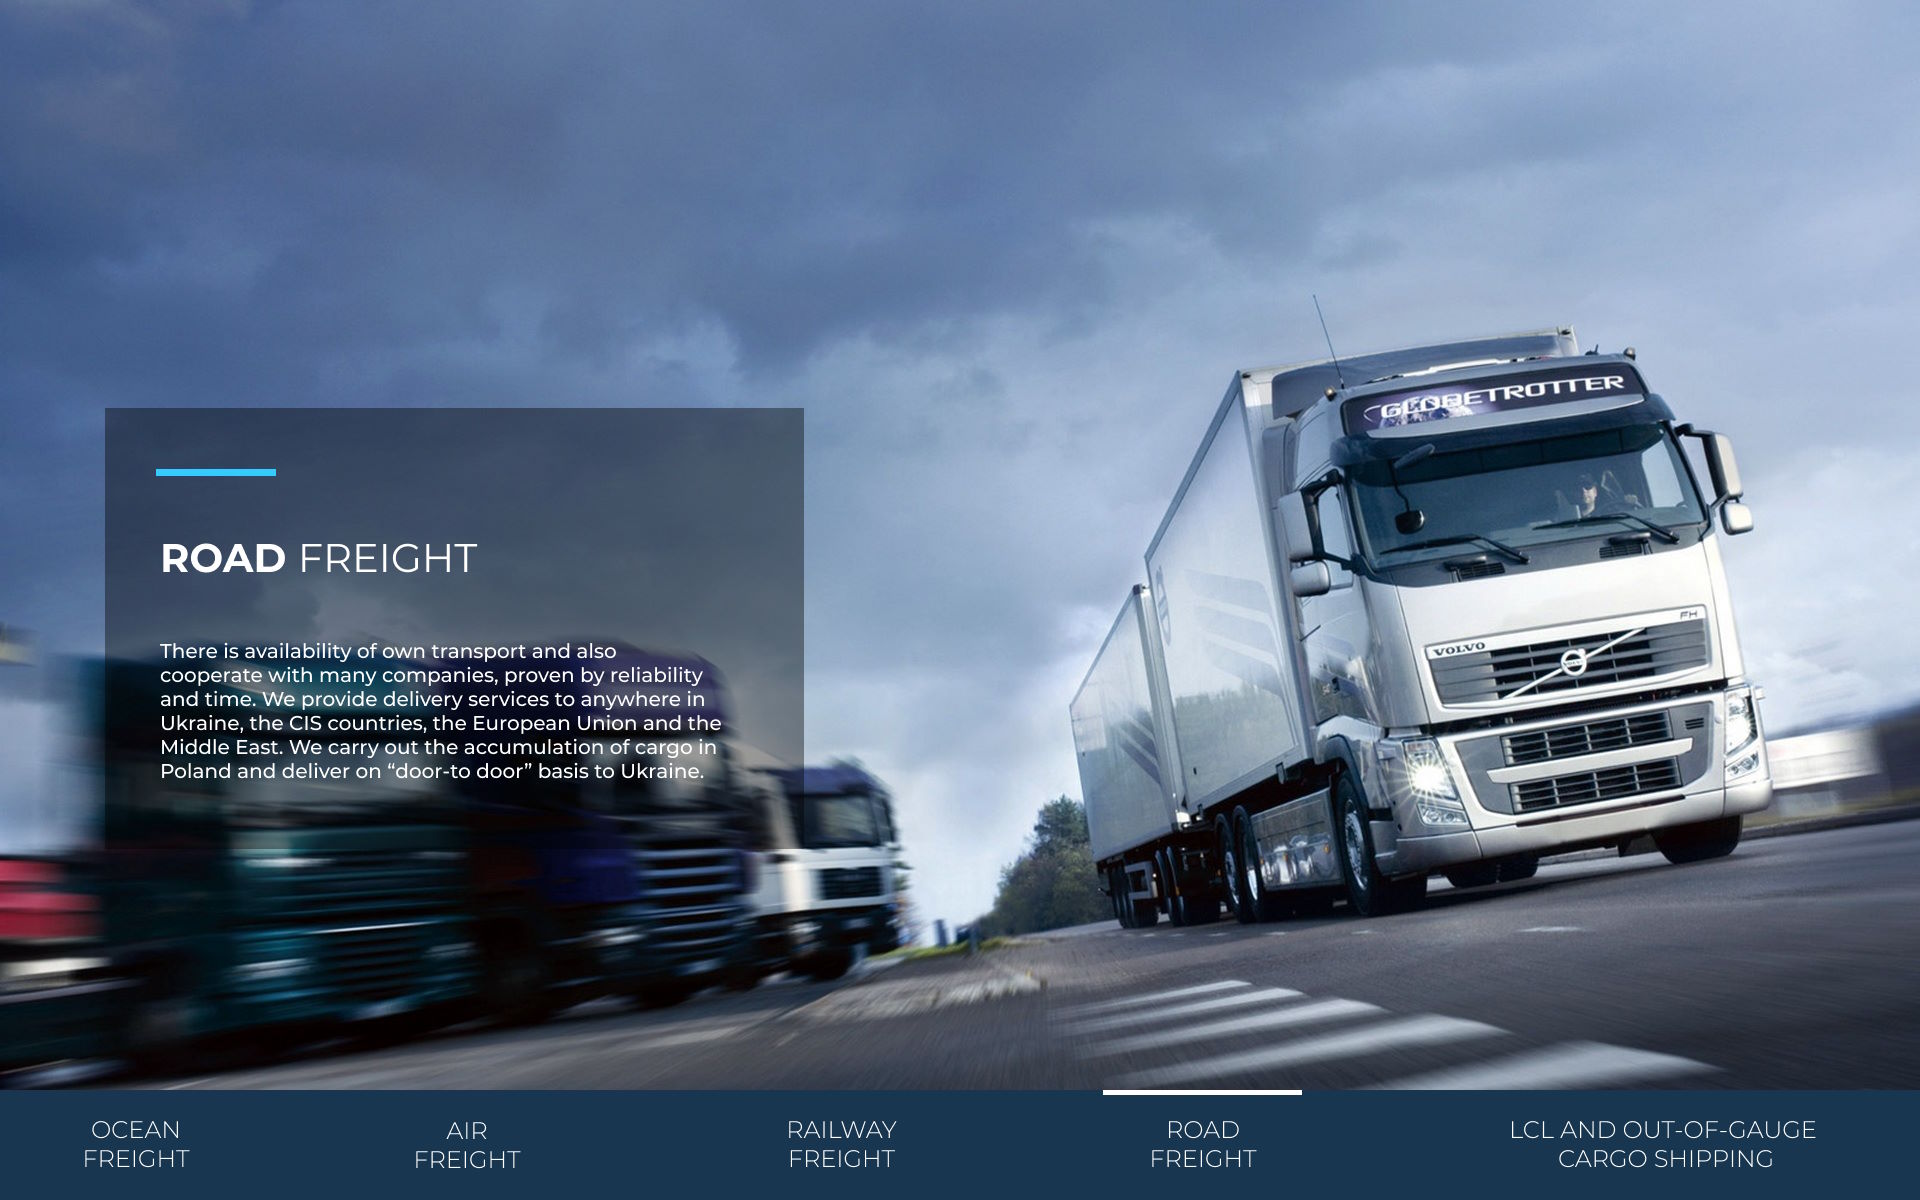 GLOBETROTTER
FH
VOLVO
VOLVO
ROAD FREIGHT
There is availability of own transport and also
cooperate with many companies, proven by reliability
and time. We provide delivery services to anywhere in
Ukraine, the CIS countries, the European Union and the
Middle East. We carry out the accumulation of cargo in
Poland and deliver on “door-to door” basis to Ukraine.
OCEAN
FREIGHT
AIR
FREIGHT
RAILWAY
FREIGHT
ROAD
FREIGHT
LCL AND OUT-OF-GAUGE
CARGO SHIPPING